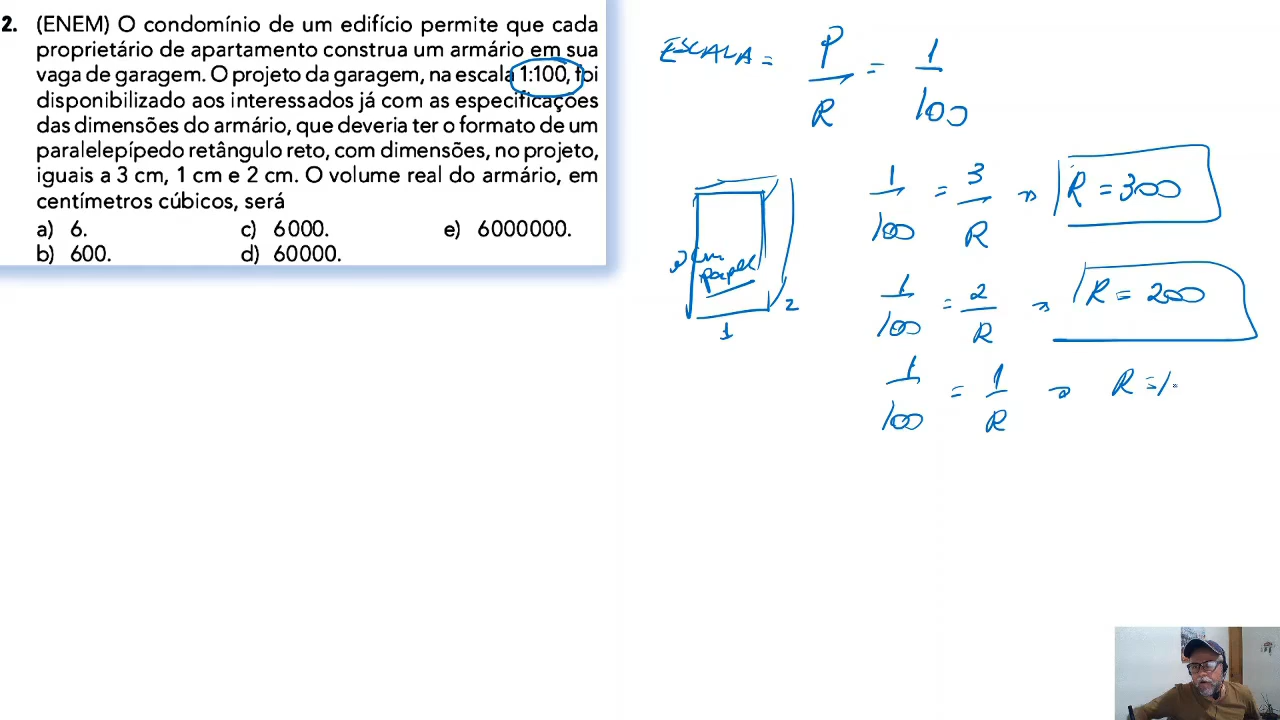 2. (ENEM) O condomínio de um edifício permite que cada
proprietário de apartamento construa um armário em sua
vaga de garagem. O projeto da garagem, na escala 1:100, foi
disponibilizado aos interessados já com as especificações
das dimensões do armário, que deveria ter o formato de um
paralelepípedo retângulo reto, com dimensões, no projeto,
iguais a 3 cm, 1 cm e 2 cm. O volume real do armário, em
centímetros cúbicos, será
a) 6. c) 6000. e) 6000000.
b) 600. d) 60000.
ESCALA = P/R = 1/100
1/100 = 3/R → R = 300
1/100 = 2/R → R = 200
1/100 = 1/R → R = 1
cm
papel
2
1